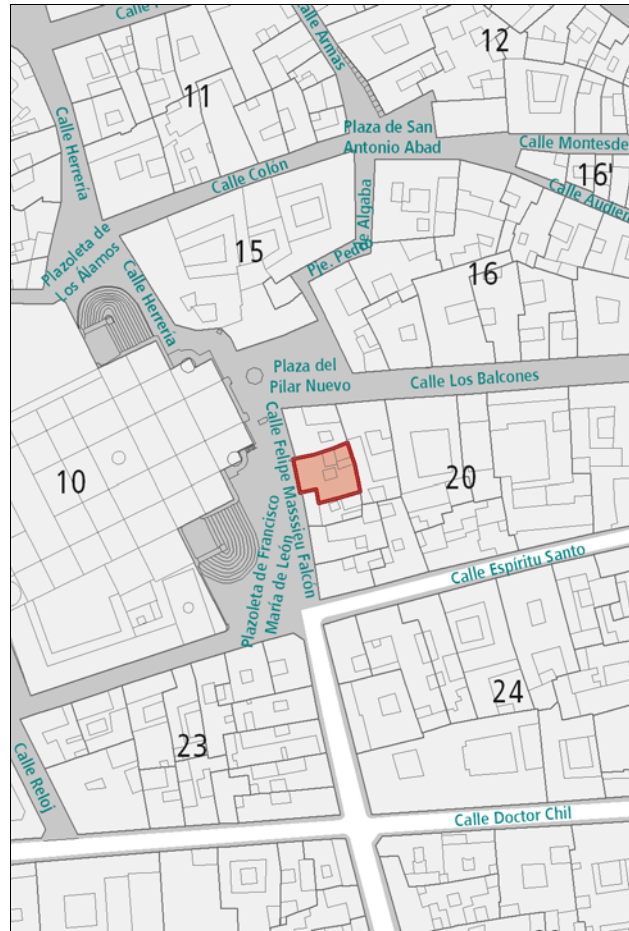 Calle Armas
12
11
Plaza de San
Antonio Abad
Calle Montesde
Calle Herrería
Calle Colón
16'
Calle Audien
Plazoleta de
Los Álamos
Calle Herrería
15
Pje. Pedro
de Algaba
16
Plaza del
Pilar Nuevo
Calle Los Balcones
Calle Felipe Masssieu Falcón
10
20
Plazoleta de Francisco
María de León
Calle Espíritu Santo
24
23
Calle Reloj
Calle Doctor Chil